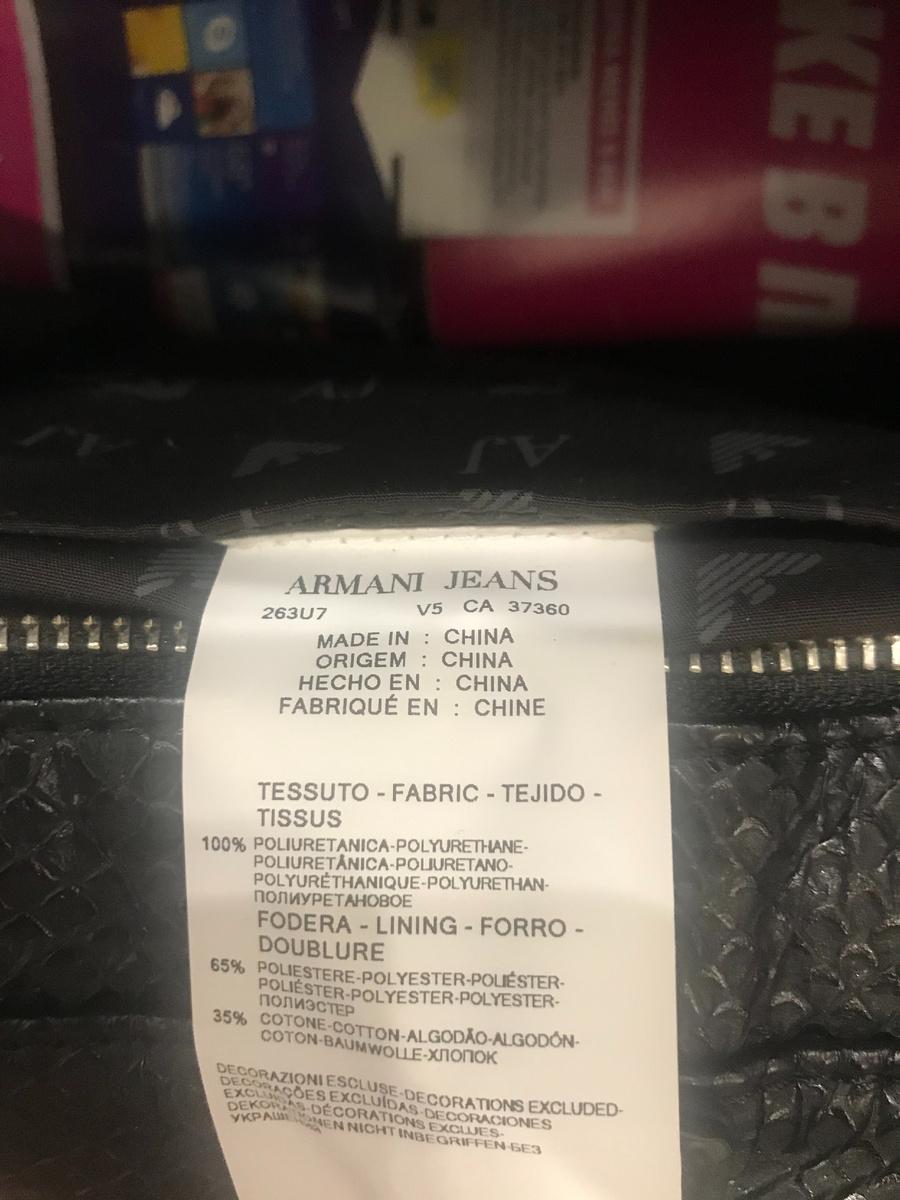 КЕ В П
AJ
ARMANI JEANS
263U7 V5 CA 37360
MADE IN : CHINA
ORIGEM : CHINA
HECHO EN : CHINA
FABRIQUÉ EN : CHINE
TESSUTO - FABRIC - TEJIDO -
TISSUS
100% POLIURETANICA-POLYURETHANE-
POLIURETÂNICA-POLIURETANO-
POLYURÉTHANIQUE-POLYURETHAN-
ПОЛИУРЕТАНОВОЕ
FODERA - LINING - FORRO -
DOUBLURE
65% POLIESTERE-POLYESTER-POLIÉSTER-
POLIÉSTER-POLYESTER-POLYESTER-
ПОЛИЭСТЕР
35% COTONE-COTTON-ALGODÃO-ALGODÓN-
COTON-BAUMWOLLE-ХЛОПОК
DECORAZIONI ESCLUSE-DECORATIONS EXCLUDED-
DECORAÇÕES EXCLUÍDAS-DECORACIONES
DÉCORATIONS EXCLUES-
NICHT INBEGRIFFEN-БЕЗ